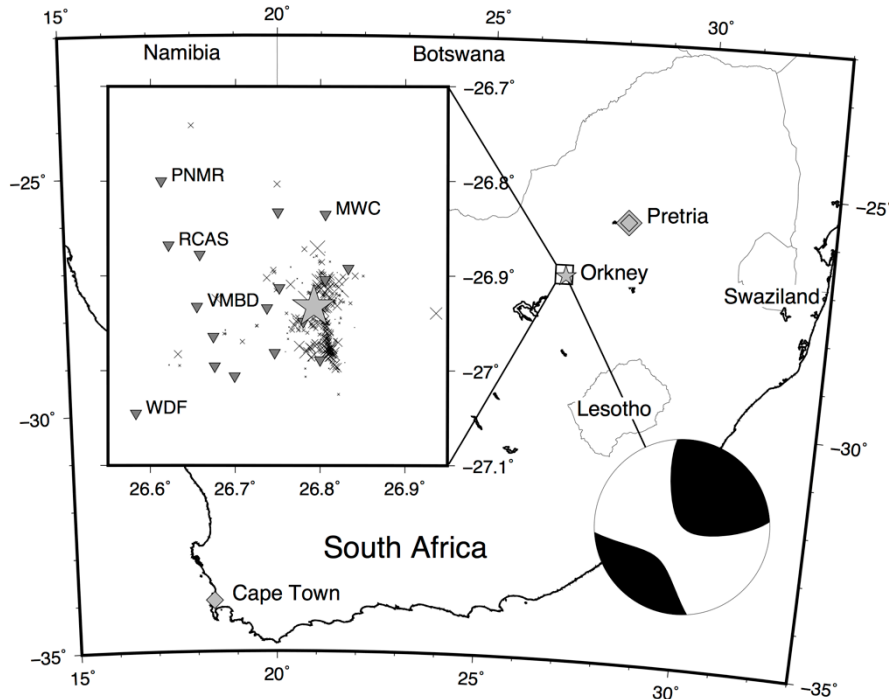 15° 20° 25° 30°
Namibia Botswana
−26.7°
PNMR −26.8°
−25° MWC −25°
Pretria
RCAS
−26.9° Orkney
VMBD Swaziland
−27°
WDF Lesotho
−30° −30°
−27.1°
26.6° 26.7° 26.8° 26.9°
South Africa
Cape Town
−35° −35°
15° 20° 25° 30°